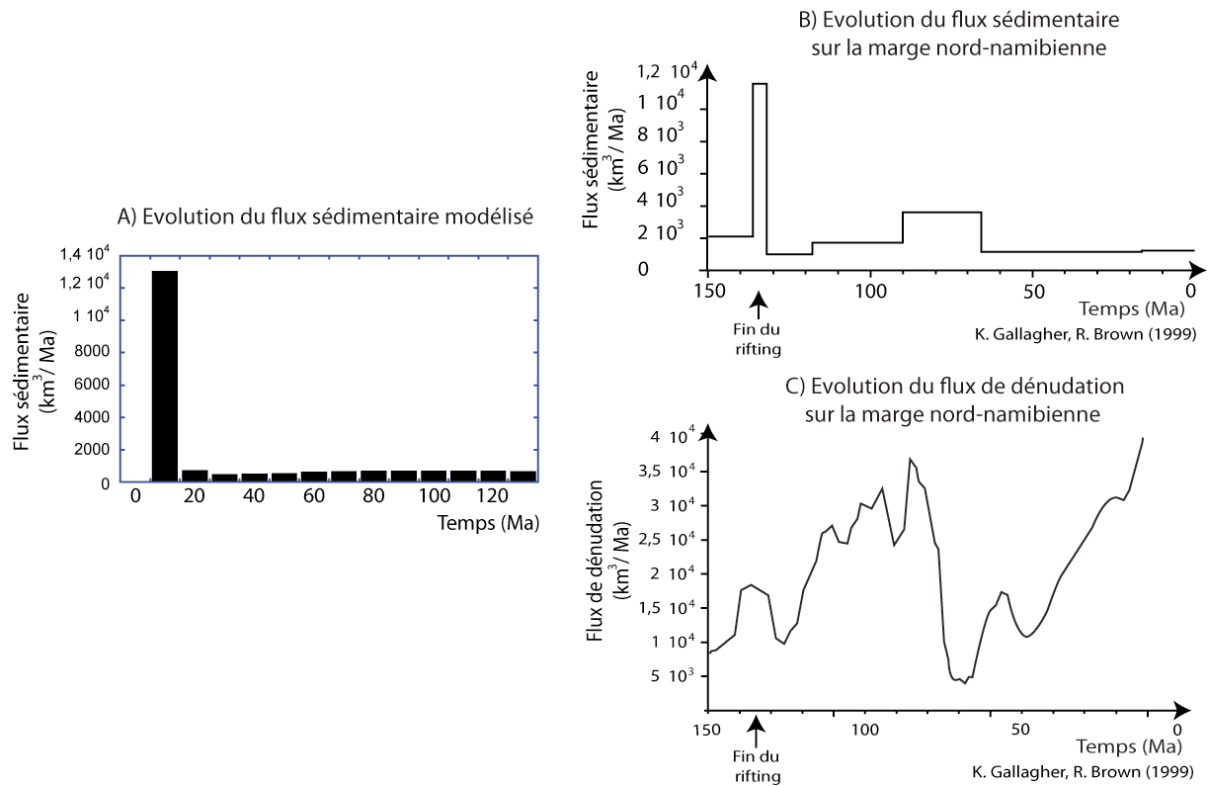 A) Evolution du flux sédimentaire modélisé
Flux sédimentaire
(km³/ Ma)
1,4 10⁴
1,2 10⁴
1 10⁴
8000
6000
4000
2000
0
0 20 40 60 80 100 120
Temps (Ma)
B) Evolution du flux sédimentaire
sur la marge nord-namibienne
Flux sédimentaire
(km³/ Ma)
1,2 10⁴
1 10⁴
8 10³
6 10³
4 10³
2 10³
0
150 100 50 0
Temps (Ma)
Fin du
rifting
K. Gallagher, R. Brown (1999)
C) Evolution du flux de dénudation
sur la marge nord-namibienne
Flux de dénudation
(km³/ Ma)
4 10⁴
3,5 10⁴
3 10⁴
2,5 10⁴
2 10⁴
1,5 10⁴
1 10⁴
5 10³
150 100 50 0
Temps (Ma)
Fin du
rifting
K. Gallagher, R. Brown (1999)